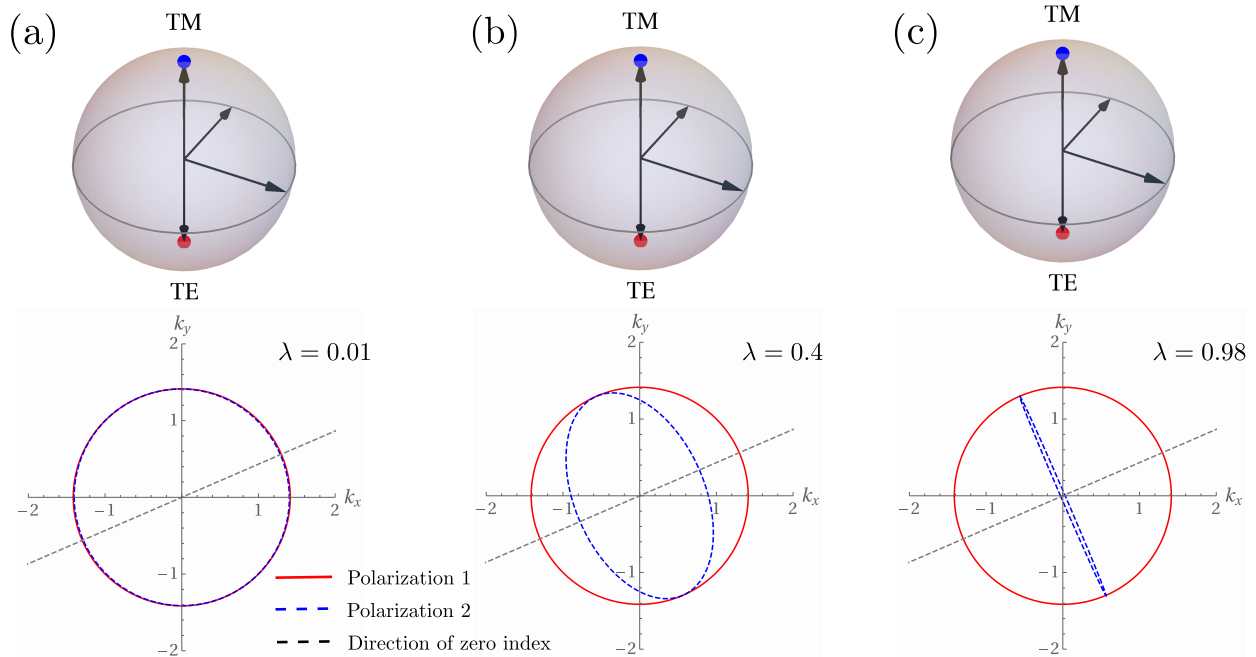 (a)
TM
TE
(b)
TM
TE
(c)
TM
TE
k_y
2
λ = 0.01
1
−2
−1
1
2
k_x
−1
−2
k_y
2
λ = 0.4
1
−2
−1
1
2
k_x
−1
−2
k_y
2
λ = 0.98
1
−2
−1
1
2
k_x
−1
−2
Polarization 1
Polarization 2
Direction of zero index